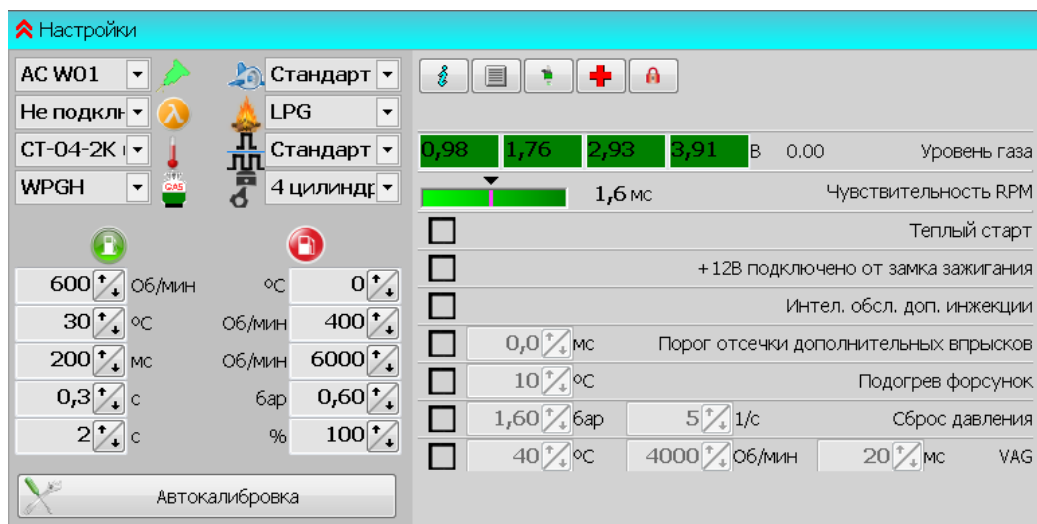 Настройки
AC W01 Стандарт
Не подклн LPG
СТ-04-2К Стандарт
WPGH GAS 4 цилиндр
600 Об/мин °C 0
30 °C Об/мин 400
200 мс Об/мин 6000
0,3 с бар 0,60
2 с % 100
Автокалибровка
0,98 1,76 2,93 3,91 В 0.00 Уровень газа
1,6 мс Чувствительность RPM
Теплый старт
+12В подключено от замка зажигания
Интел. обсл. доп. инжекции
0,0 мс Порог отсечки дополнительных впрысков
10 °C Подогрев форсунок
1,60 бар 5 1/с Сброс давления
40 °C 4000 Об/мин 20 мс VAG